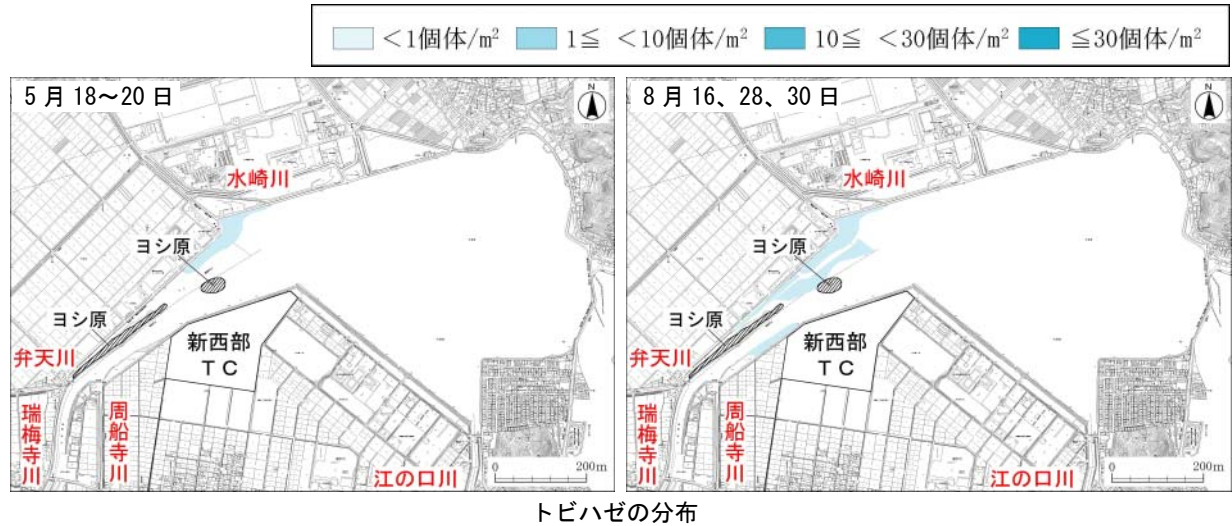 <1個体/m² 1≦ <10個体/m² 10≦ <30個体/m² ≦30個体/m²
5月18~20日
N
水崎川
ヨシ原
ヨシ原
弁天川
新西部
TC
瑞梅寺川
周船寺川
江の口川
0 200m
8月16、28、30日
N
水崎川
ヨシ原
ヨシ原
弁天川
新西部
TC
瑞梅寺川
周船寺川
江の口川
0 200m
トビハゼの分布